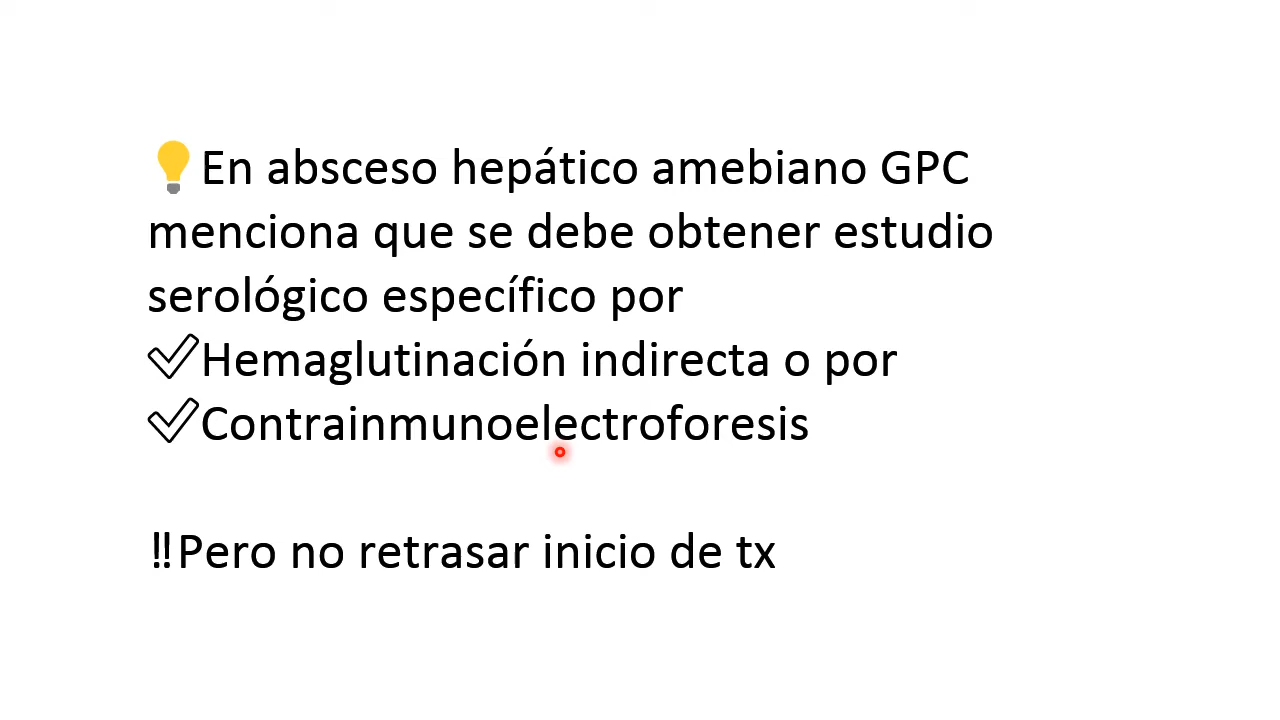 💡En absceso hepático amebiano GPC
menciona que se debe obtener estudio
serológico específico por
✅Hemaglutinación indirecta o por
✅Contrainmunoelectroforesis
‼Pero no retrasar inicio de tx